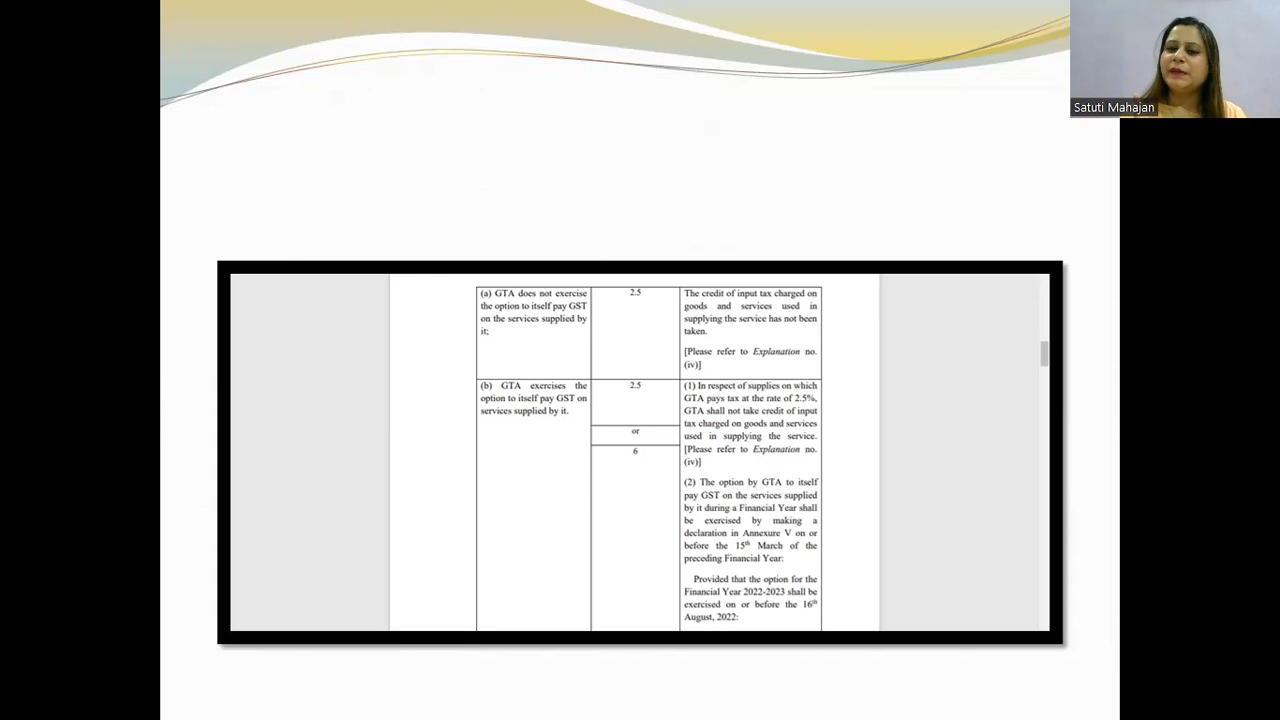 Satuti Mahajan
(a) GTA does not exercise
the option to itself pay GST
on the services supplied by
it;
2.5
The credit of input tax charged on
goods and services used in
supplying the service has not been
taken.
[Please refer to Explanation no.
(iv)]
(b) GTA exercises the
option to itself pay GST on
services supplied by it.
2.5
or
6
(1) In respect of supplies on which
GTA pays tax at the rate of 2.5%,
GTA shall not take credit of input
tax charged on goods and services
used in supplying the service.
[Please refer to Explanation no.
(iv)]
(2) The option by GTA to itself
pay GST on the services supplied
by it during a Financial Year shall
be exercised by making a
declaration in Annexure V on or
before the 15th March of the
preceding Financial Year:
Provided that the option for the
Financial Year 2022-2023 shall be
exercised on or before the 16th
August, 2022: